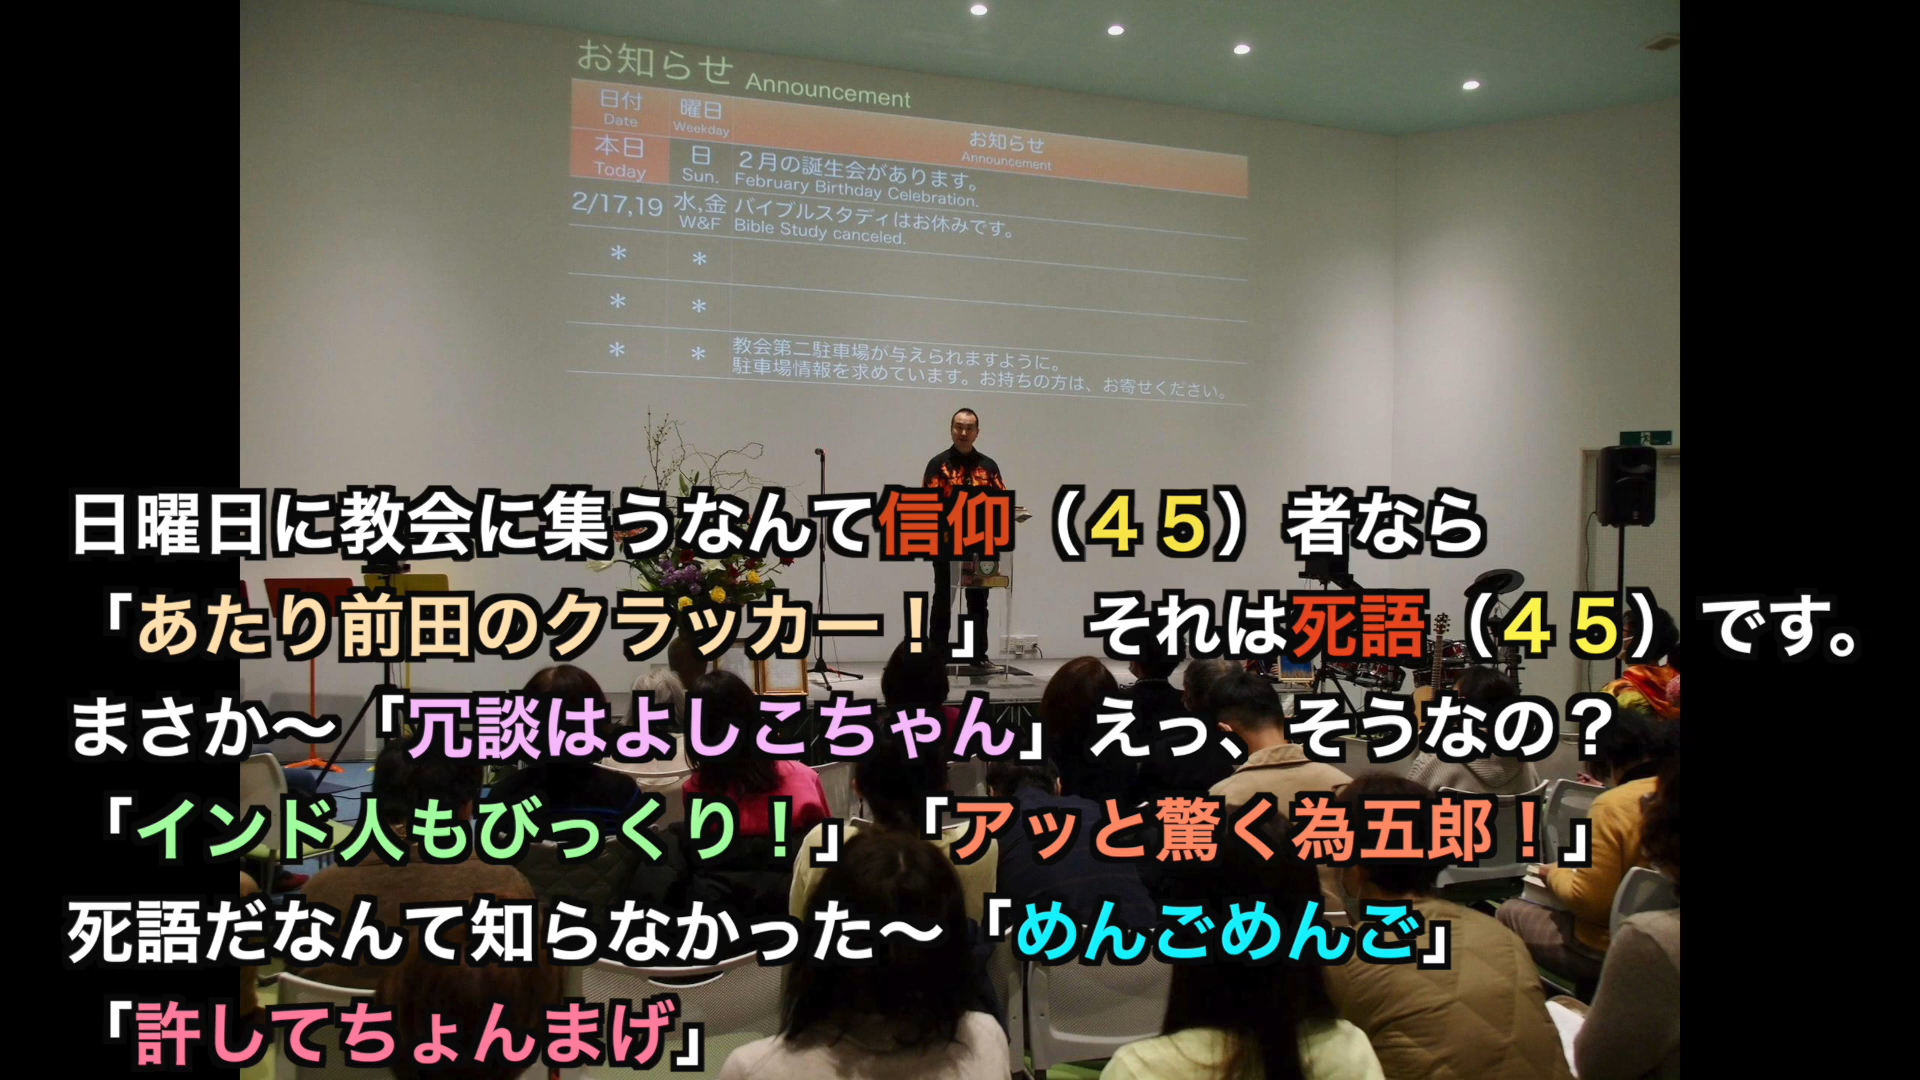 お知らせ Announcement
日付 曜日 お知らせ
Date Weekday Announcement
本日 日 2月の誕生会があります。
Today Sun. February Birthday Celebration.
2/17,19 水,金 バイブルスタディはお休みです。
W&F Bible Study canceled.
* *
* *
* * 教会第二駐車場が与えられますように。
駐車場情報を求めています。お持ちの方は、お寄せください。
日曜日に教会に集うなんて信仰（４５）者なら
「あたり前田のクラッカー！」 それは死語（４５）です。
まさか〜「冗談はよしこちゃん」えっ、そうなの？
「インド人もびっくり！」「アッと驚く為五郎！」
死語だなんて知らなかった〜「めんごめんご」
「許してちょんまげ」